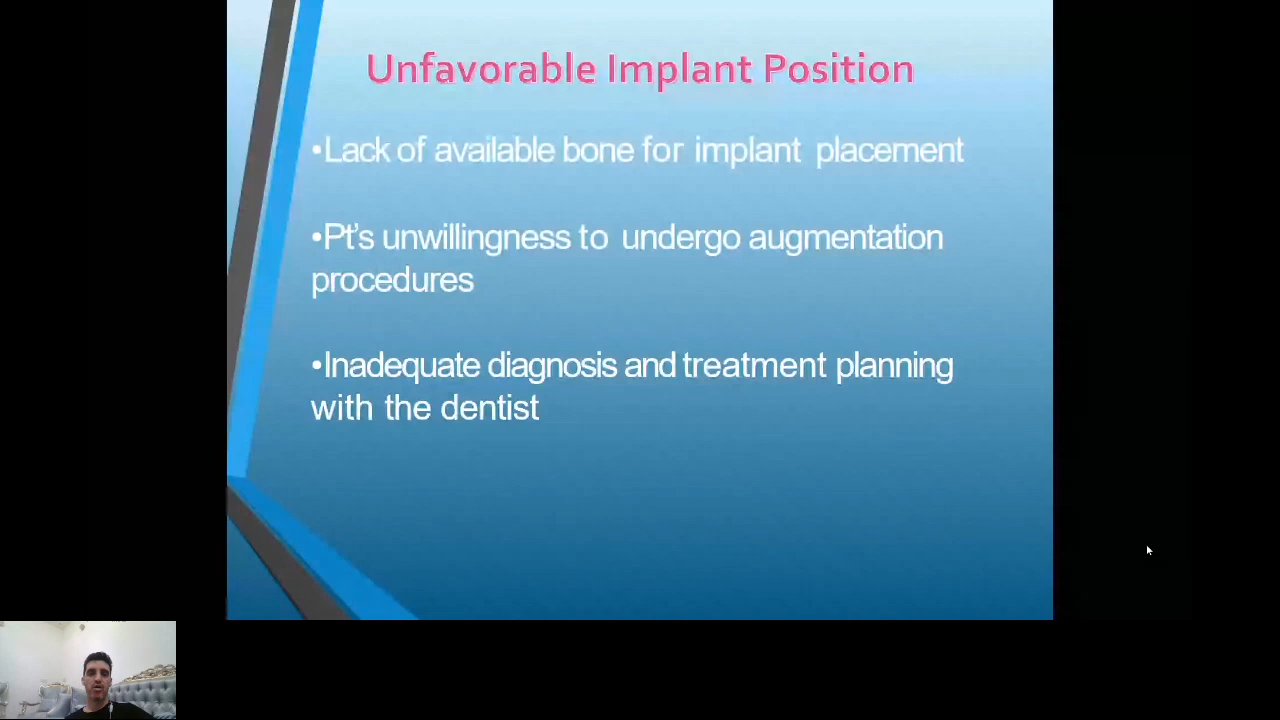 Unfavorable Implant Position
•Lack of available bone for implant placement
•Pt’s unwillingness to undergo augmentation
procedures
•Inadequate diagnosis and treatment planning
with the dentist